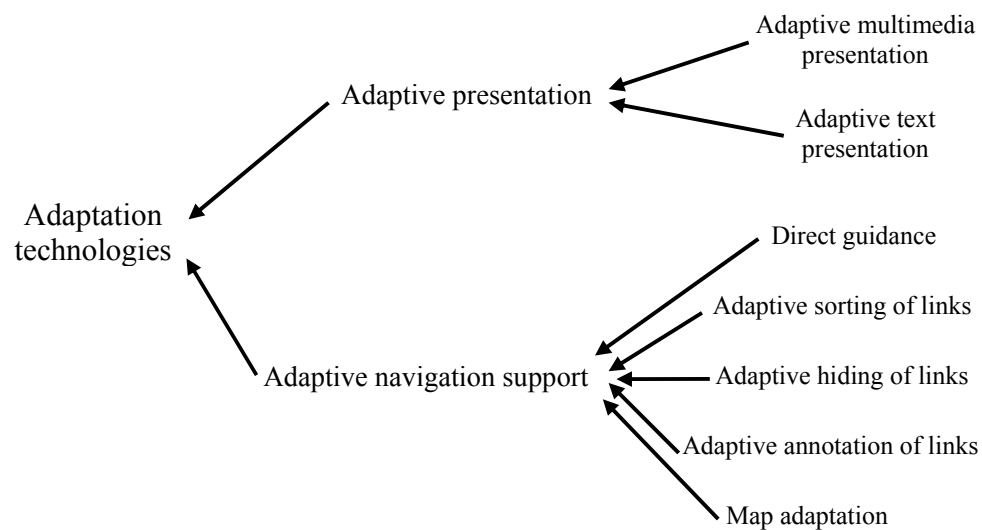 Adaptive multimedia
presentation
Adaptive presentation
Adaptive text
presentation
Adaptation
technologies
Direct guidance
Adaptive sorting of links
Adaptive navigation support
Adaptive hiding of links
Adaptive annotation of links
Map adaptation